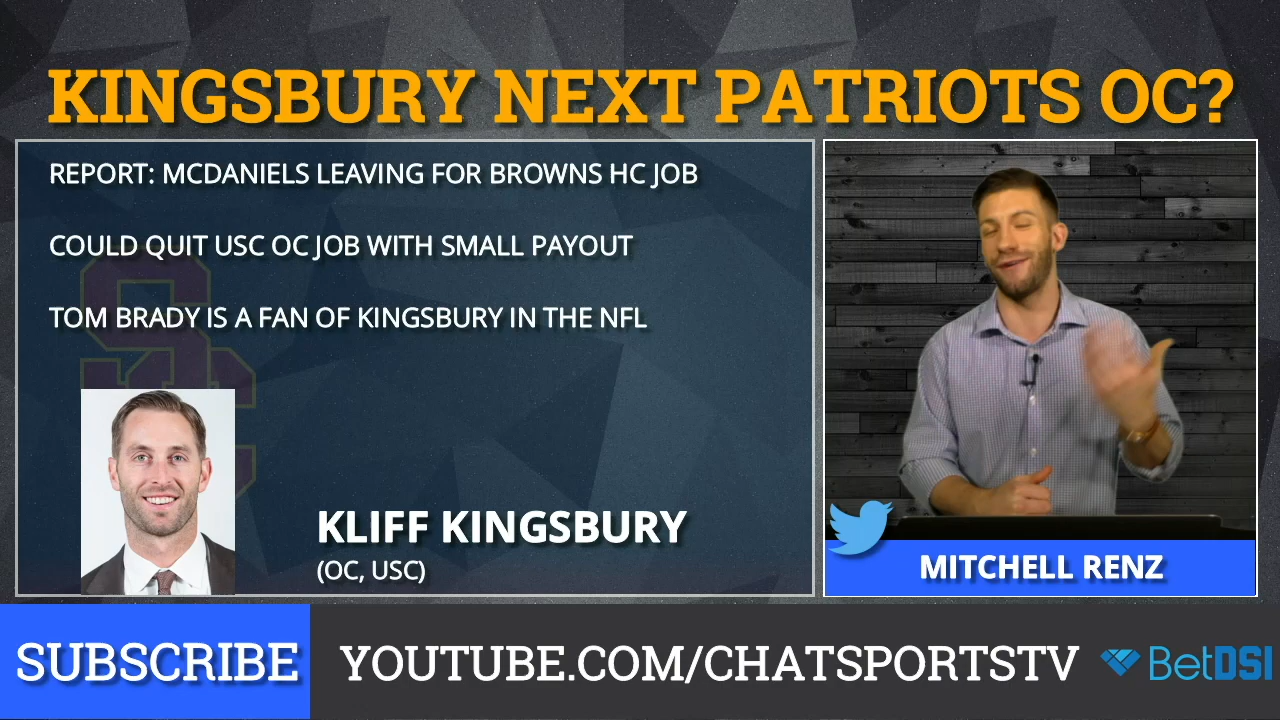 KINGSBURY NEXT PATRIOTS OC?
REPORT: MCDANIELS LEAVING FOR BROWNS HC JOB
COULD QUIT USC OC JOB WITH SMALL PAYOUT
TOM BRADY IS A FAN OF KINGSBURY IN THE NFL
SC
KLIFF KINGSBURY
(OC, USC)
MITCHELL RENZ
SUBSCRIBE
YOUTUBE.COM/CHATSPORTSTV
BetDSI